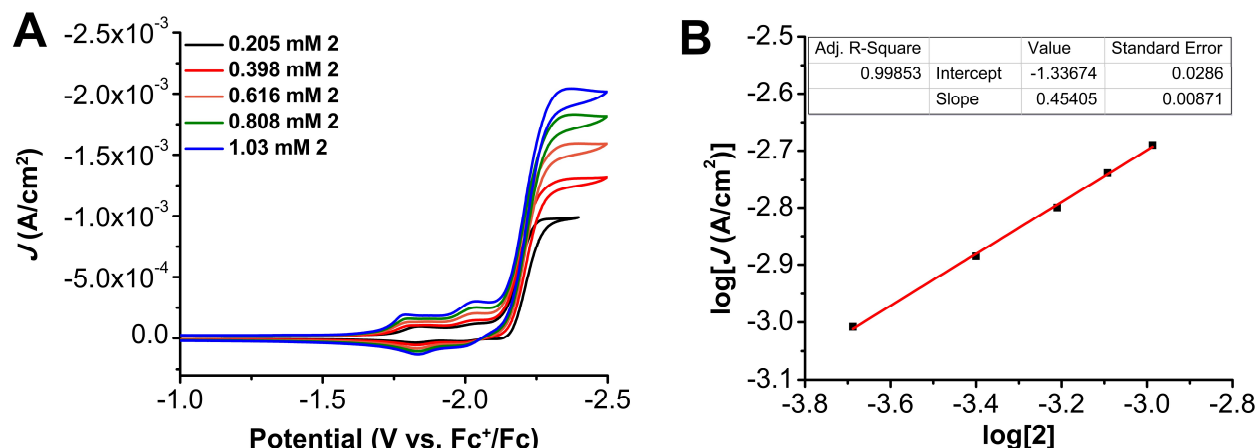 A
-2.5x10⁻³
-2.0x10⁻³
-1.5x10⁻³
-1.0x10⁻³
-5.0x10⁻⁴
0.0
J (A/cm²)
0.205 mM 2
0.398 mM 2
0.616 mM 2
0.808 mM 2
1.03 mM 2
-1.0 -1.5 -2.0 -2.5
Potential (V vs. Fc⁺/Fc)
B
-2.5
-2.6
-2.7
-2.8
-2.9
-3.0
-3.1
log[J (A/cm²)]
Adj. R-Square Value Standard Error
0.99853 Intercept -1.33674 0.0286
Slope 0.45405 0.00871
-3.8 -3.6 -3.4 -3.2 -3.0 -2.8
log[2]